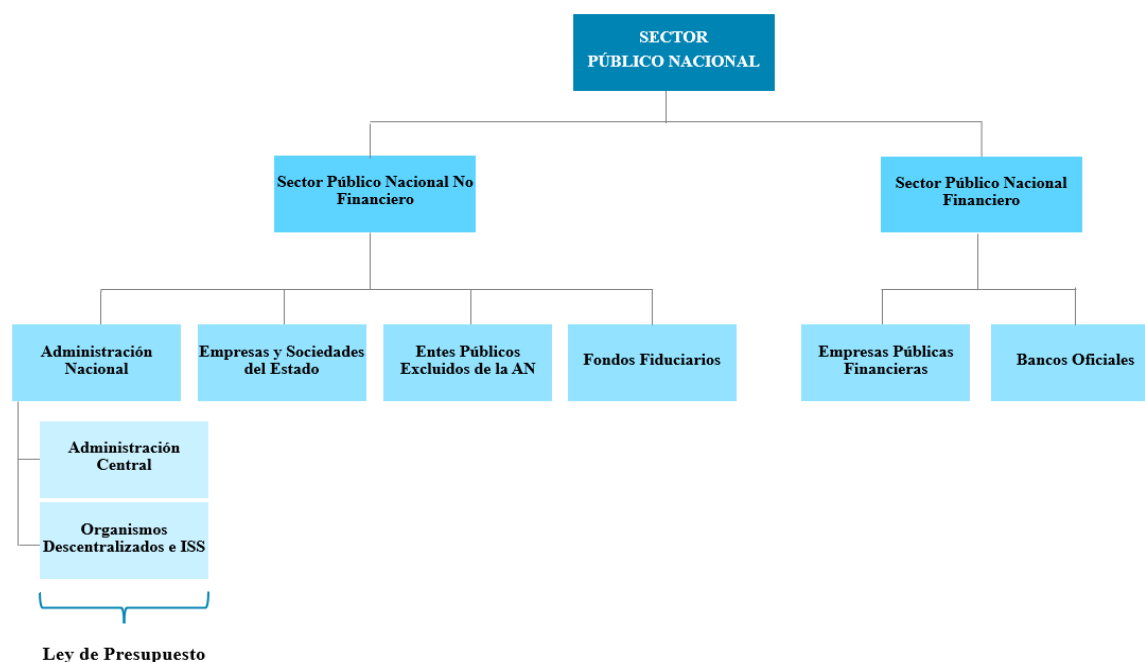 SECTOR
PÚBLICO NACIONAL
Sector Público Nacional No
Financiero
Sector Público Nacional
Financiero
Administración
Nacional
Empresas y Sociedades
del Estado
Entes Públicos
Excluidos de la AN
Fondos Fiduciarios
Empresas Públicas
Financieras
Bancos Oficiales
Administración
Central
Organismos
Descentralizados e ISS
Ley de Presupuesto